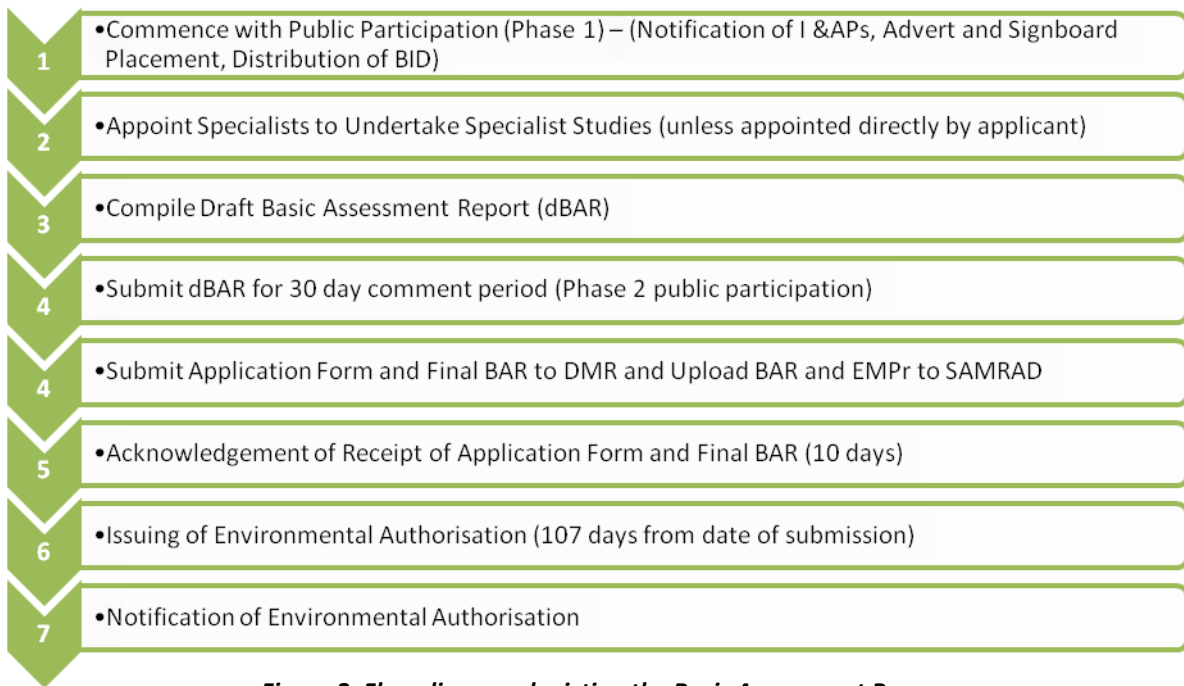 1
•Commence with Public Participation (Phase 1) – (Notification of I &APs, Advert and Signboard
Placement, Distribution of BID)
2
•Appoint Specialists to Undertake Specialist Studies (unless appointed directly by applicant)
3
•Compile Draft Basic Assessment Report (dBAR)
4
•Submit dBAR for 30 day comment period (Phase 2 public participation)
4
•Submit Application Form and Final BAR to DMR and Upload BAR and EMPr to SAMRAD
5
•Acknowledgement of Receipt of Application Form and Final BAR (10 days)
6
•Issuing of Environmental Authorisation (107 days from date of submission)
7
•Notification of Environmental Authorisation